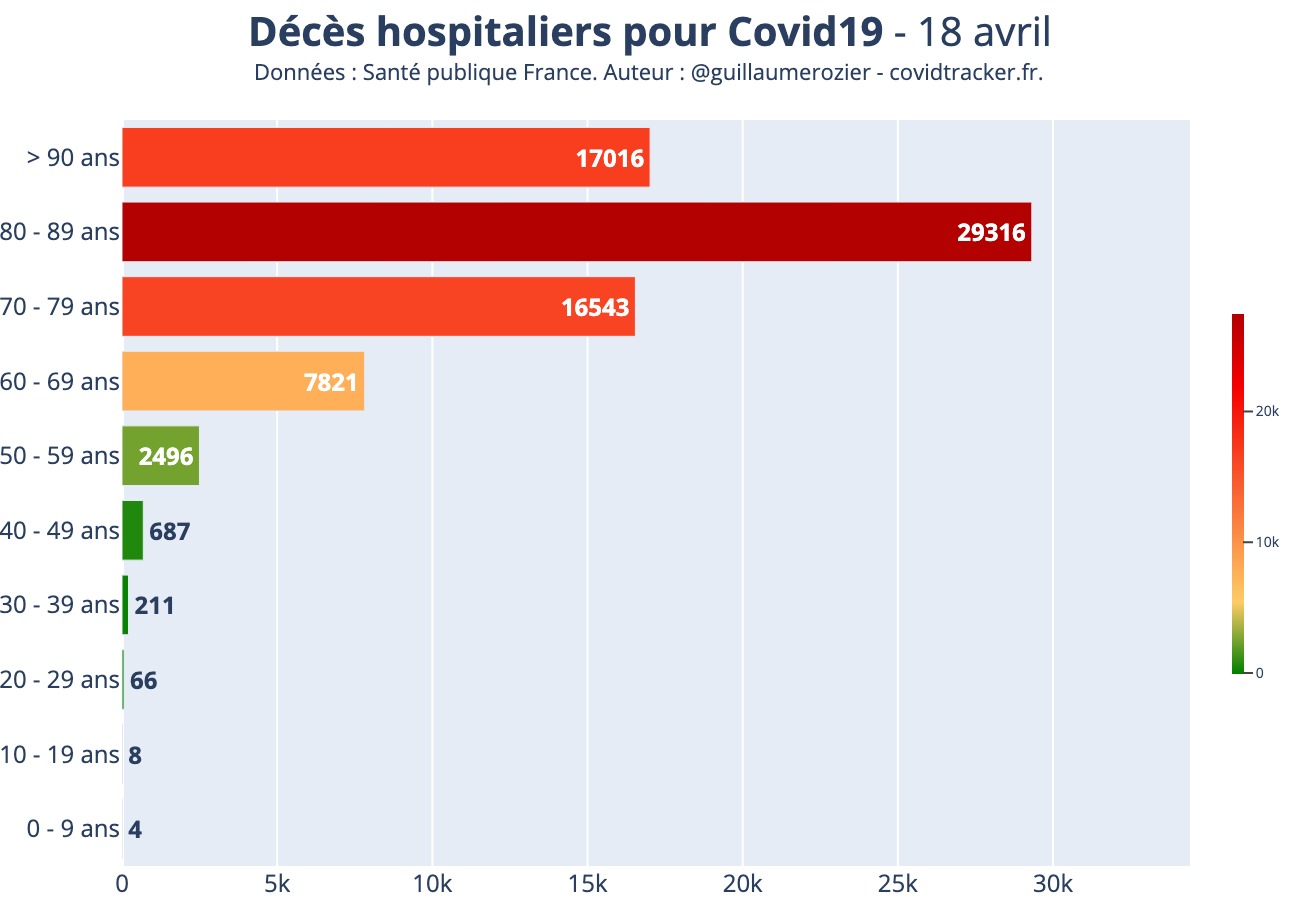 Décès hospitaliers pour Covid19 - 18 avril
Données : Santé publique France. Auteur : @guillaumerozier - covidtracker.fr.
> 90 ans 17016
80 - 89 ans 29316
70 - 79 ans 16543
60 - 69 ans 7821
50 - 59 ans 2496
40 - 49 ans 687
30 - 39 ans 211
20 - 29 ans 66
10 - 19 ans 8
0 - 9 ans 4
0 5k 10k 15k 20k 25k 30k
20k
10k
0